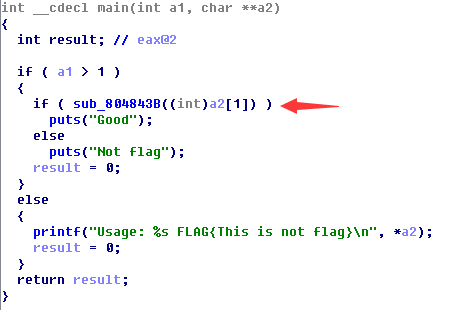 int __cdecl main(int a1, char **a2)
{
  int result; // eax@2

  if ( a1 > 1 )
  {
    if ( sub_804843B((int)a2[1]) )
      puts("Good");
    else
      puts("Not flag");
    result = 0;
  }
  else
  {
    printf("Usage: %s FLAG{This is not flag}\n", *a2);
    result = 0;
  }
  return result;
}